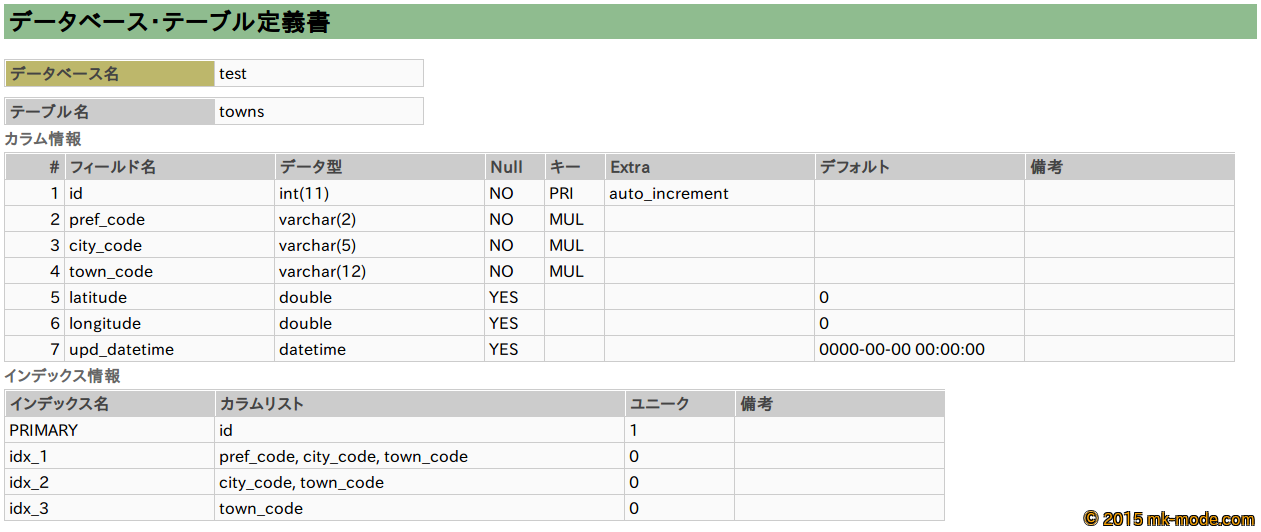 データベース・テーブル定義書
データベース名 test
テーブル名 towns
カラム情報
# フィールド名 データ型 Null キー Extra デフォルト 備考
1 id int(11) NO PRI auto_increment
2 pref_code varchar(2) NO MUL
3 city_code varchar(5) NO MUL
4 town_code varchar(12) NO MUL
5 latitude double YES 0
6 longitude double YES 0
7 upd_datetime datetime YES 0000-00-00 00:00:00
インデックス情報
インデックス名 カラムリスト ユニーク 備考
PRIMARY id 1
idx_1 pref_code, city_code, town_code 0
idx_2 city_code, town_code 0
idx_3 town_code 0
© 2015 mk-mode.com